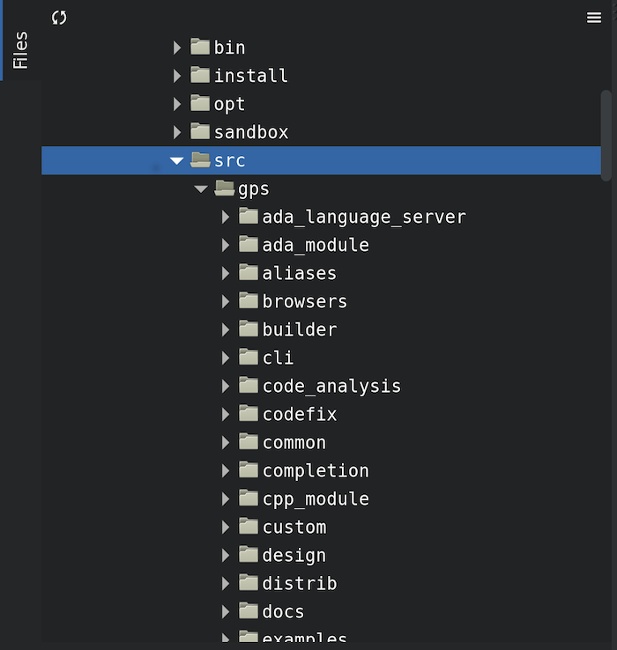 Files
bin
install
opt
sandbox
src
gps
ada_language_server
ada_module
aliases
browsers
builder
cli
code_analysis
codefix
common
completion
cpp_module
custom
design
distrib
docs
examples